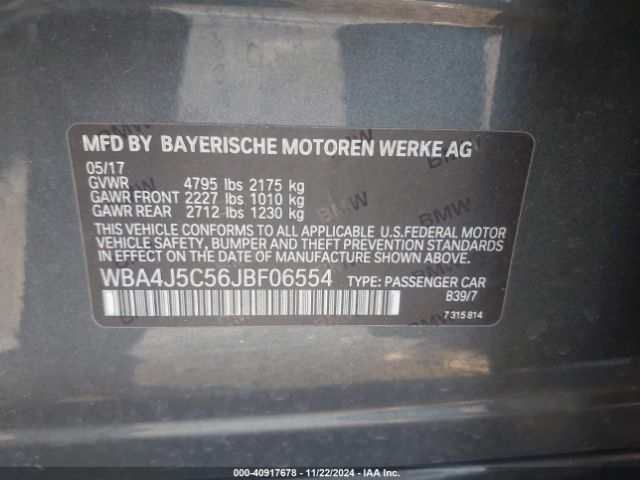 MFD BY BAYERISCHE MOTOREN WERKE AG
05/17
GVWR 4795 lbs 2175 kg
GAWR FRONT 2227 lbs 1010 kg
GAWR REAR 2712 lbs 1230 kg
THIS VEHICLE CONFORMS TO ALL APPLICABLE U.S.FEDERAL MOTOR
VEHICLE SAFETY, BUMPER AND THEFT PREVENTION STANDARDS
IN EFFECT ON THE DATE OF MANUFACTURE SHOWN ABOVE.
WBA4J5C56JBF06554 TYPE: PASSENGER CAR
B39/7
7315814
000-40917678 - 11/22/2024 - IAA Inc.